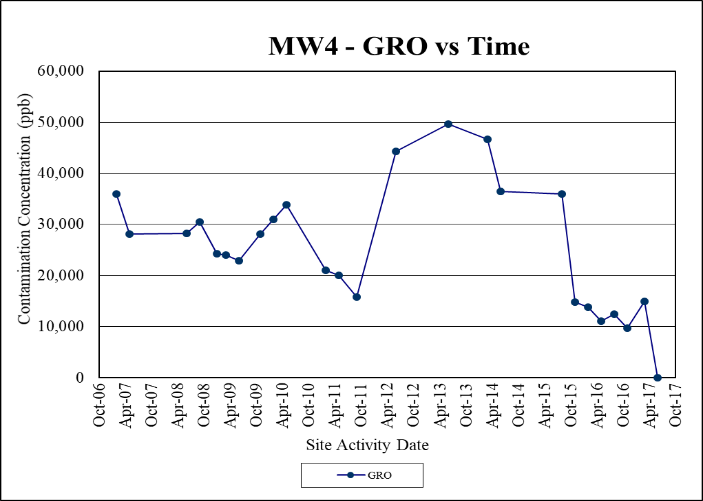 MW4 - GRO vs Time
Contamination Concentration (ppb)
60,000
50,000
40,000
30,000
20,000
10,000
0
Oct-06
Apr-07
Oct-07
Apr-08
Oct-08
Apr-09
Oct-09
Apr-10
Oct-10
Apr-11
Oct-11
Apr-12
Oct-12
Apr-13
Oct-13
Apr-14
Oct-14
Apr-15
Oct-15
Apr-16
Oct-16
Apr-17
Oct-17
Site Activity Date
GRO